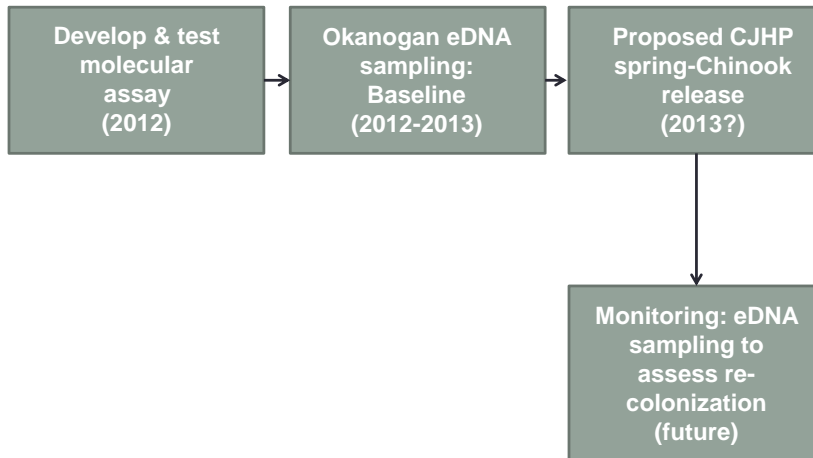 Develop & test
molecular
assay
(2012)
Okanogan eDNA
sampling:
Baseline
(2012-2013)
Proposed CJHP
spring-Chinook
release
(2013?)
Monitoring: eDNA
sampling to
assess re-
colonization
(future)